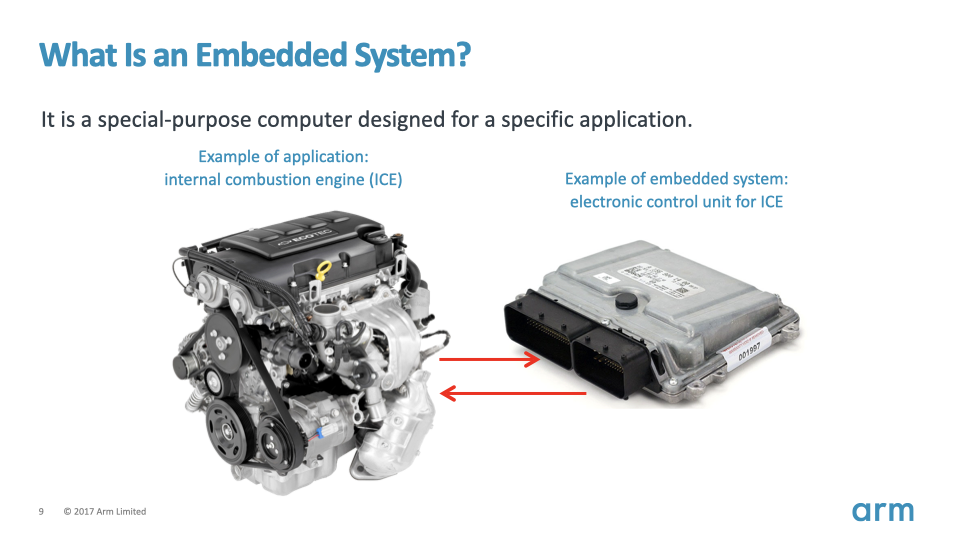 What Is an Embedded System?
It is a special-purpose computer designed for a specific application.
Example of application:
internal combustion engine (ICE)
Example of embedded system:
electronic control unit for ICE
ECOTEC
001997
9 © 2017 Arm Limited
arm